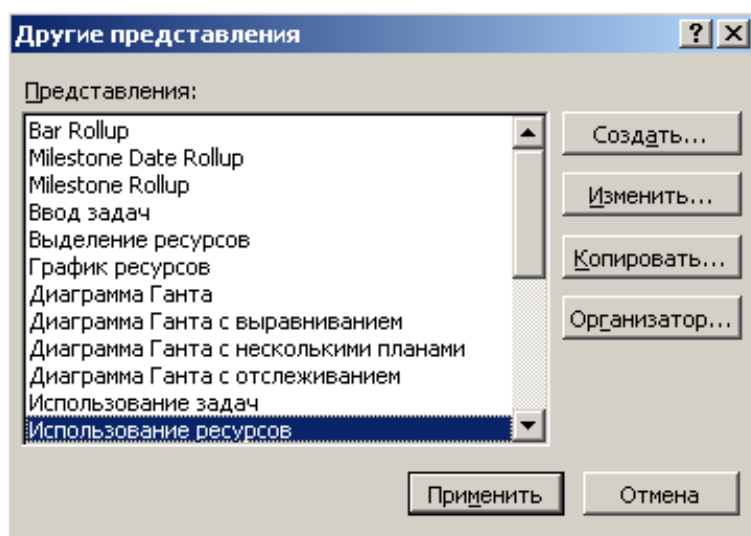 Другие представления
Представления:
Bar Rollup
Milestone Date Rollup
Milestone Rollup
Ввод задач
Выделение ресурсов
График ресурсов
Диаграмма Ганта
Диаграмма Ганта с выравниванием
Диаграмма Ганта с несколькими планами
Диаграмма Ганта с отслеживанием
Использование задач
Использование ресурсов
Создать...
Изменить...
Копировать...
Организатор...
Применить
Отмена